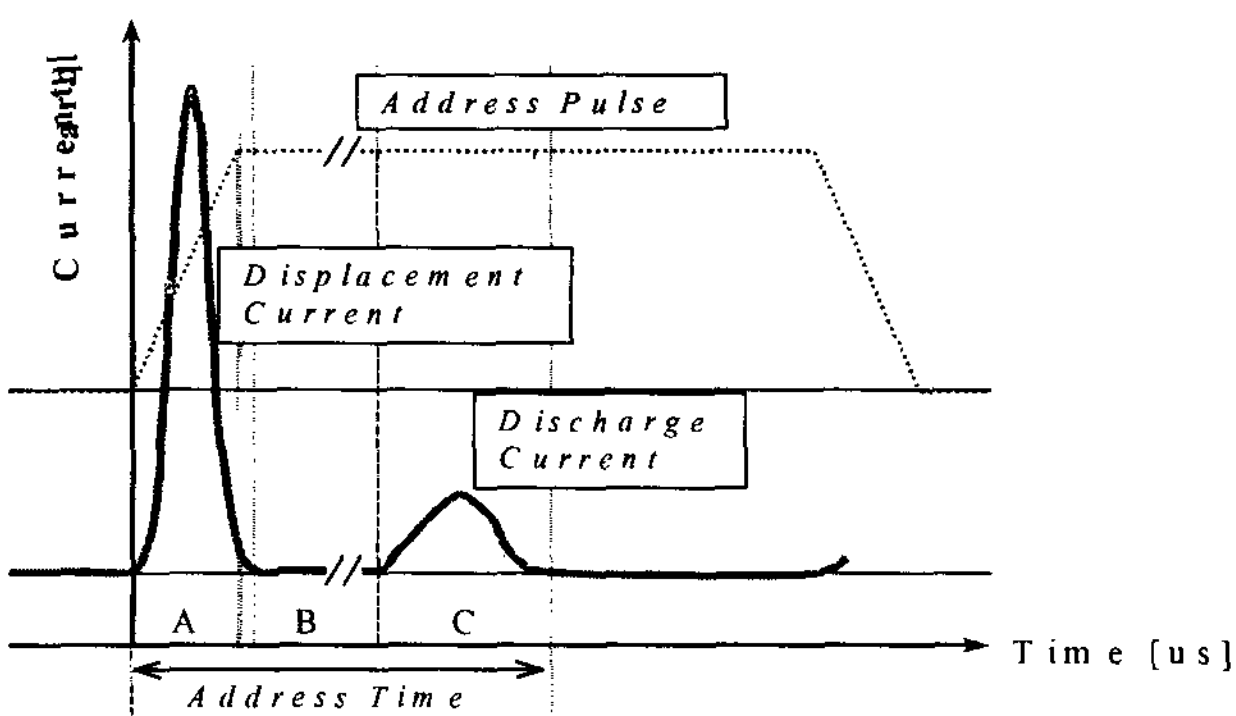 Address Pulse
Displacement
Current
Discharge
Current
A
B
C
Time [us]
Address Time